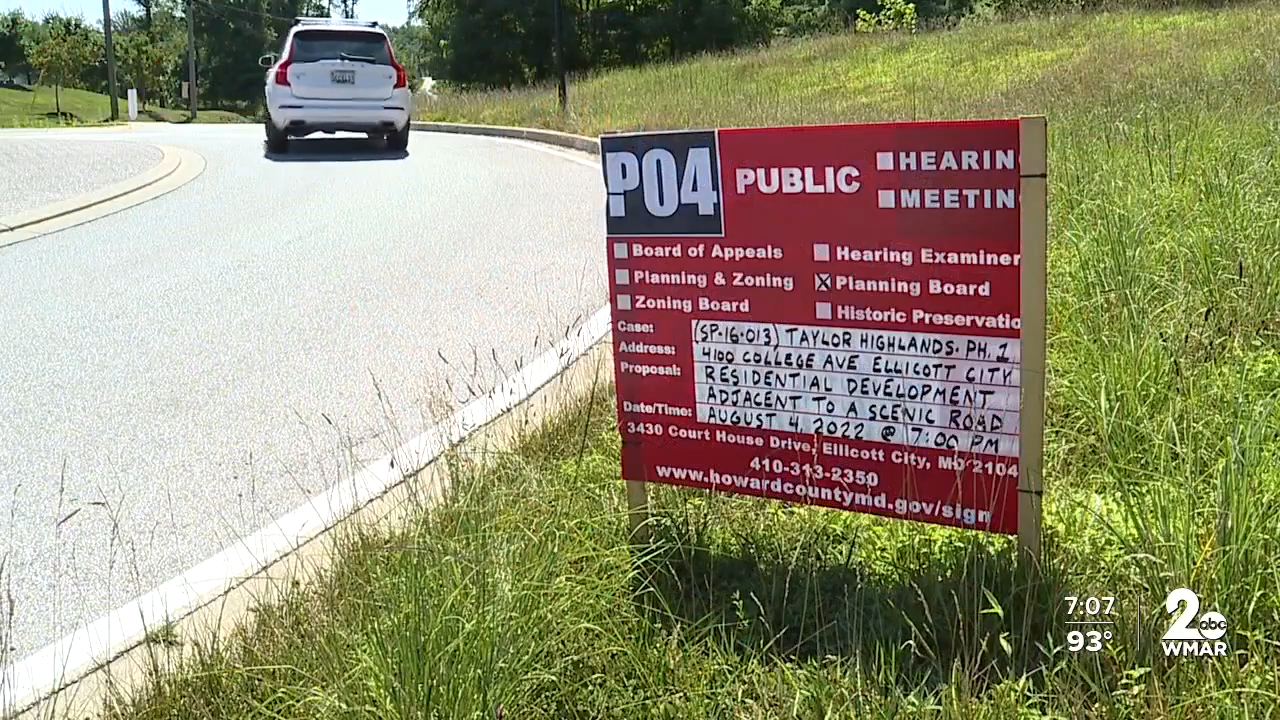 PO4
PUBLIC
HEARIN
MEETIN
Board of Appeals
Planning & Zoning
Zoning Board
Hearing Examiner
Planning Board
Historic Preservatio
Case: (SP-16-013) TAYLOR HIGHLANDS. PH. 1
Address: 4100 COLLEGE AVE ELLICOTT CITY
Proposal: RESIDENTIAL DEVELOPMENT
ADJACENT TO A SCENIC ROAD
Date/Time: AUGUST 4, 2022 @ 7:00 PM
3430 Court House Drive, Ellicott City, MD 2104
410-313-2350
www.howardcountymd.gov/sign
7:07
93°
2 abc
WMAR